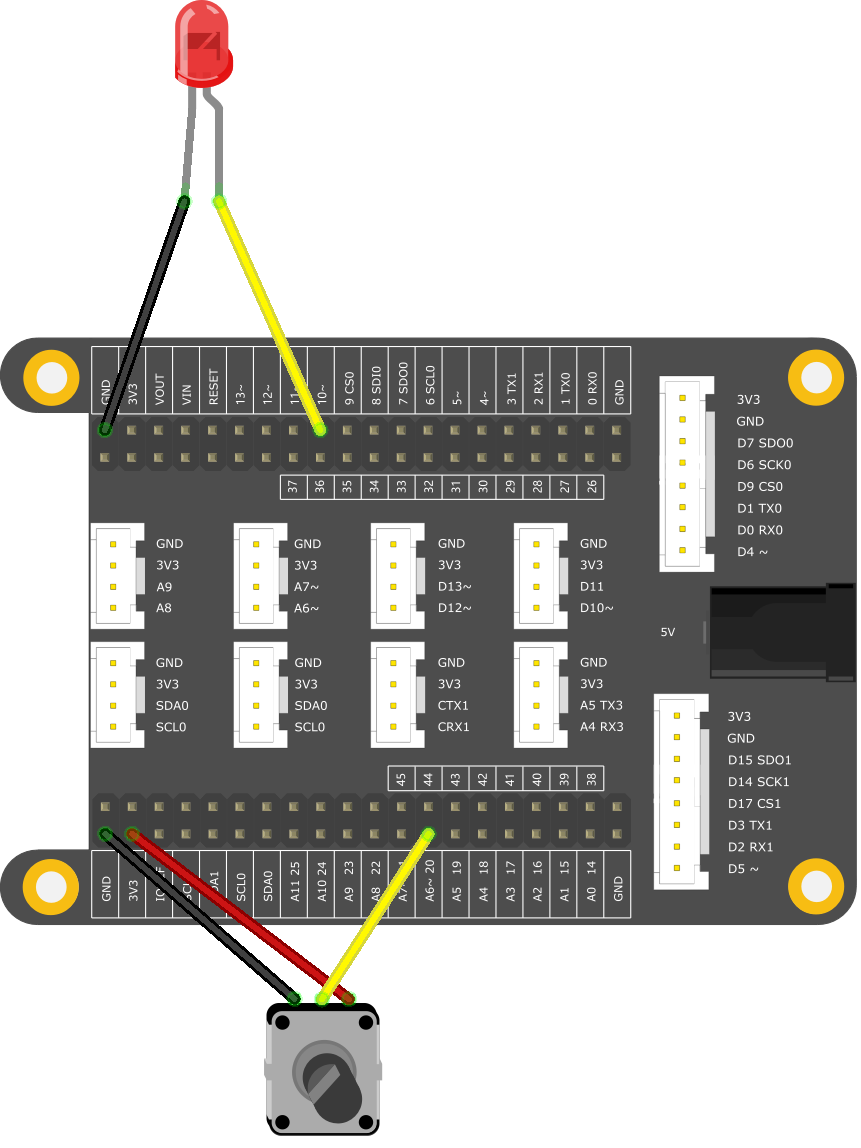 GND
3V3
VOUT
VIN
RESET
13~
12~
11~
10~
9 CS0
8 SDI0
7 SDO0
6 SCL0
5~
4~
3 TX1
2 RX1
1 TX0
0 RX0
GND
37
36
35
34
33
32
31
30
29
28
27
26
3V3
GND
D7 SDO0
D6 SCK0
D9 CS0
D1 TX0
D0 RX0
D4 ~
GND
3V3
A9
A8
GND
3V3
A7~
A6~
GND
3V3
D13~
D12~
GND
3V3
D11
D10~
5V
GND
3V3
SDA0
SCL0
GND
3V3
SDA0
SCL0
GND
3V3
CTX1
CRX1
GND
3V3
A5 TX3
A4 RX3
3V3
GND
D15 SDO1
D14 SCK1
D17 CS1
D3 TX1
D2 RX1
D5 ~
45
44
43
42
41
40
39
38
GND
3V3
SCL0
SDA0
A11 25
A10 24
A9 23
A8 22
A6~ 20
A5 19
A4 18
A3 17
A2 16
A1 15
A0 14
GND